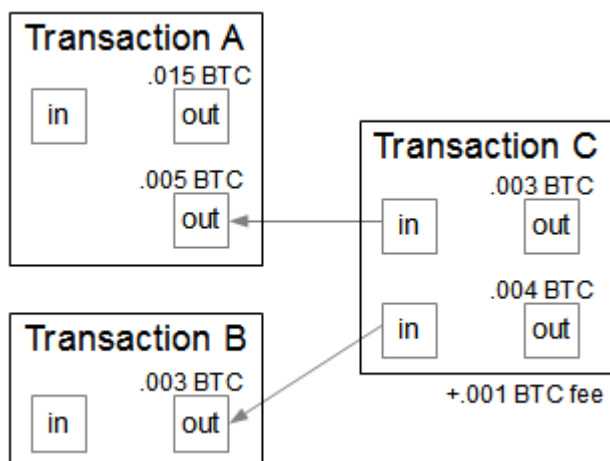 Transaction A
.015 BTC
in
out
.005 BTC
out
Transaction B
.003 BTC
in
out
Transaction C
.003 BTC
in
out
.004 BTC
in
out
+.001 BTC fee